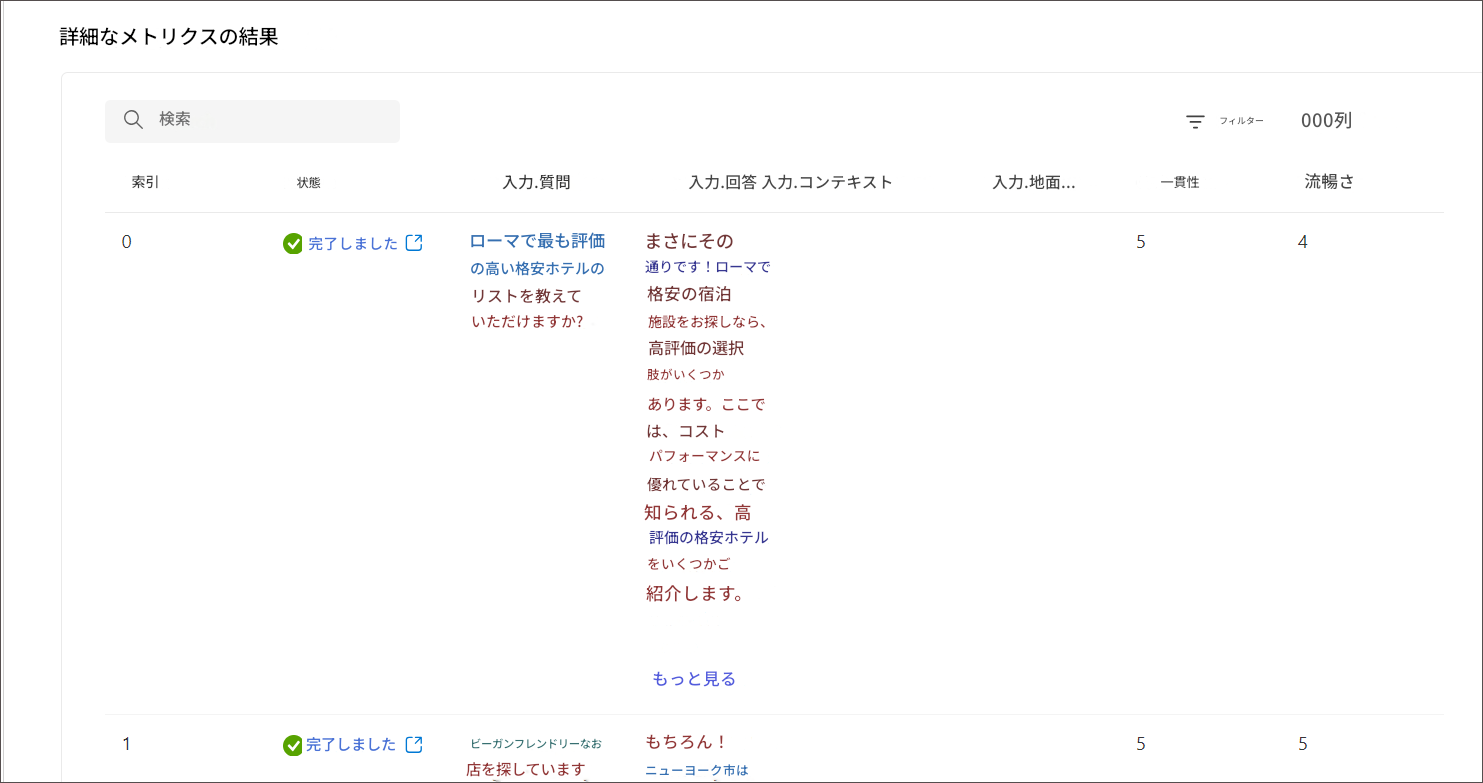 詳細なメトリクスの結果
検索
フィルター
000列
索引
状態
入力.質問
入力.回答 入力.コンテキスト
入力.地面...
一貫性
流暢さ
0
完了しました
ローマで最も評価
の高い格安ホテルの
リストを教えて
いただけますか?
まさにその
通りです！ローマで
格安の宿泊
施設をお探しなら、
高評価の選択
肢がいくつか
あります。ここで
は、コスト
パフォーマンスに
優れていることで
知られる、高
評価の格安ホテル
をいくつかご
紹介します。
もっと見る
5
4
1
完了しました
ビーガンフレンドリーなお
店を探しています
もちろん！
ニューヨーク市は
5
5